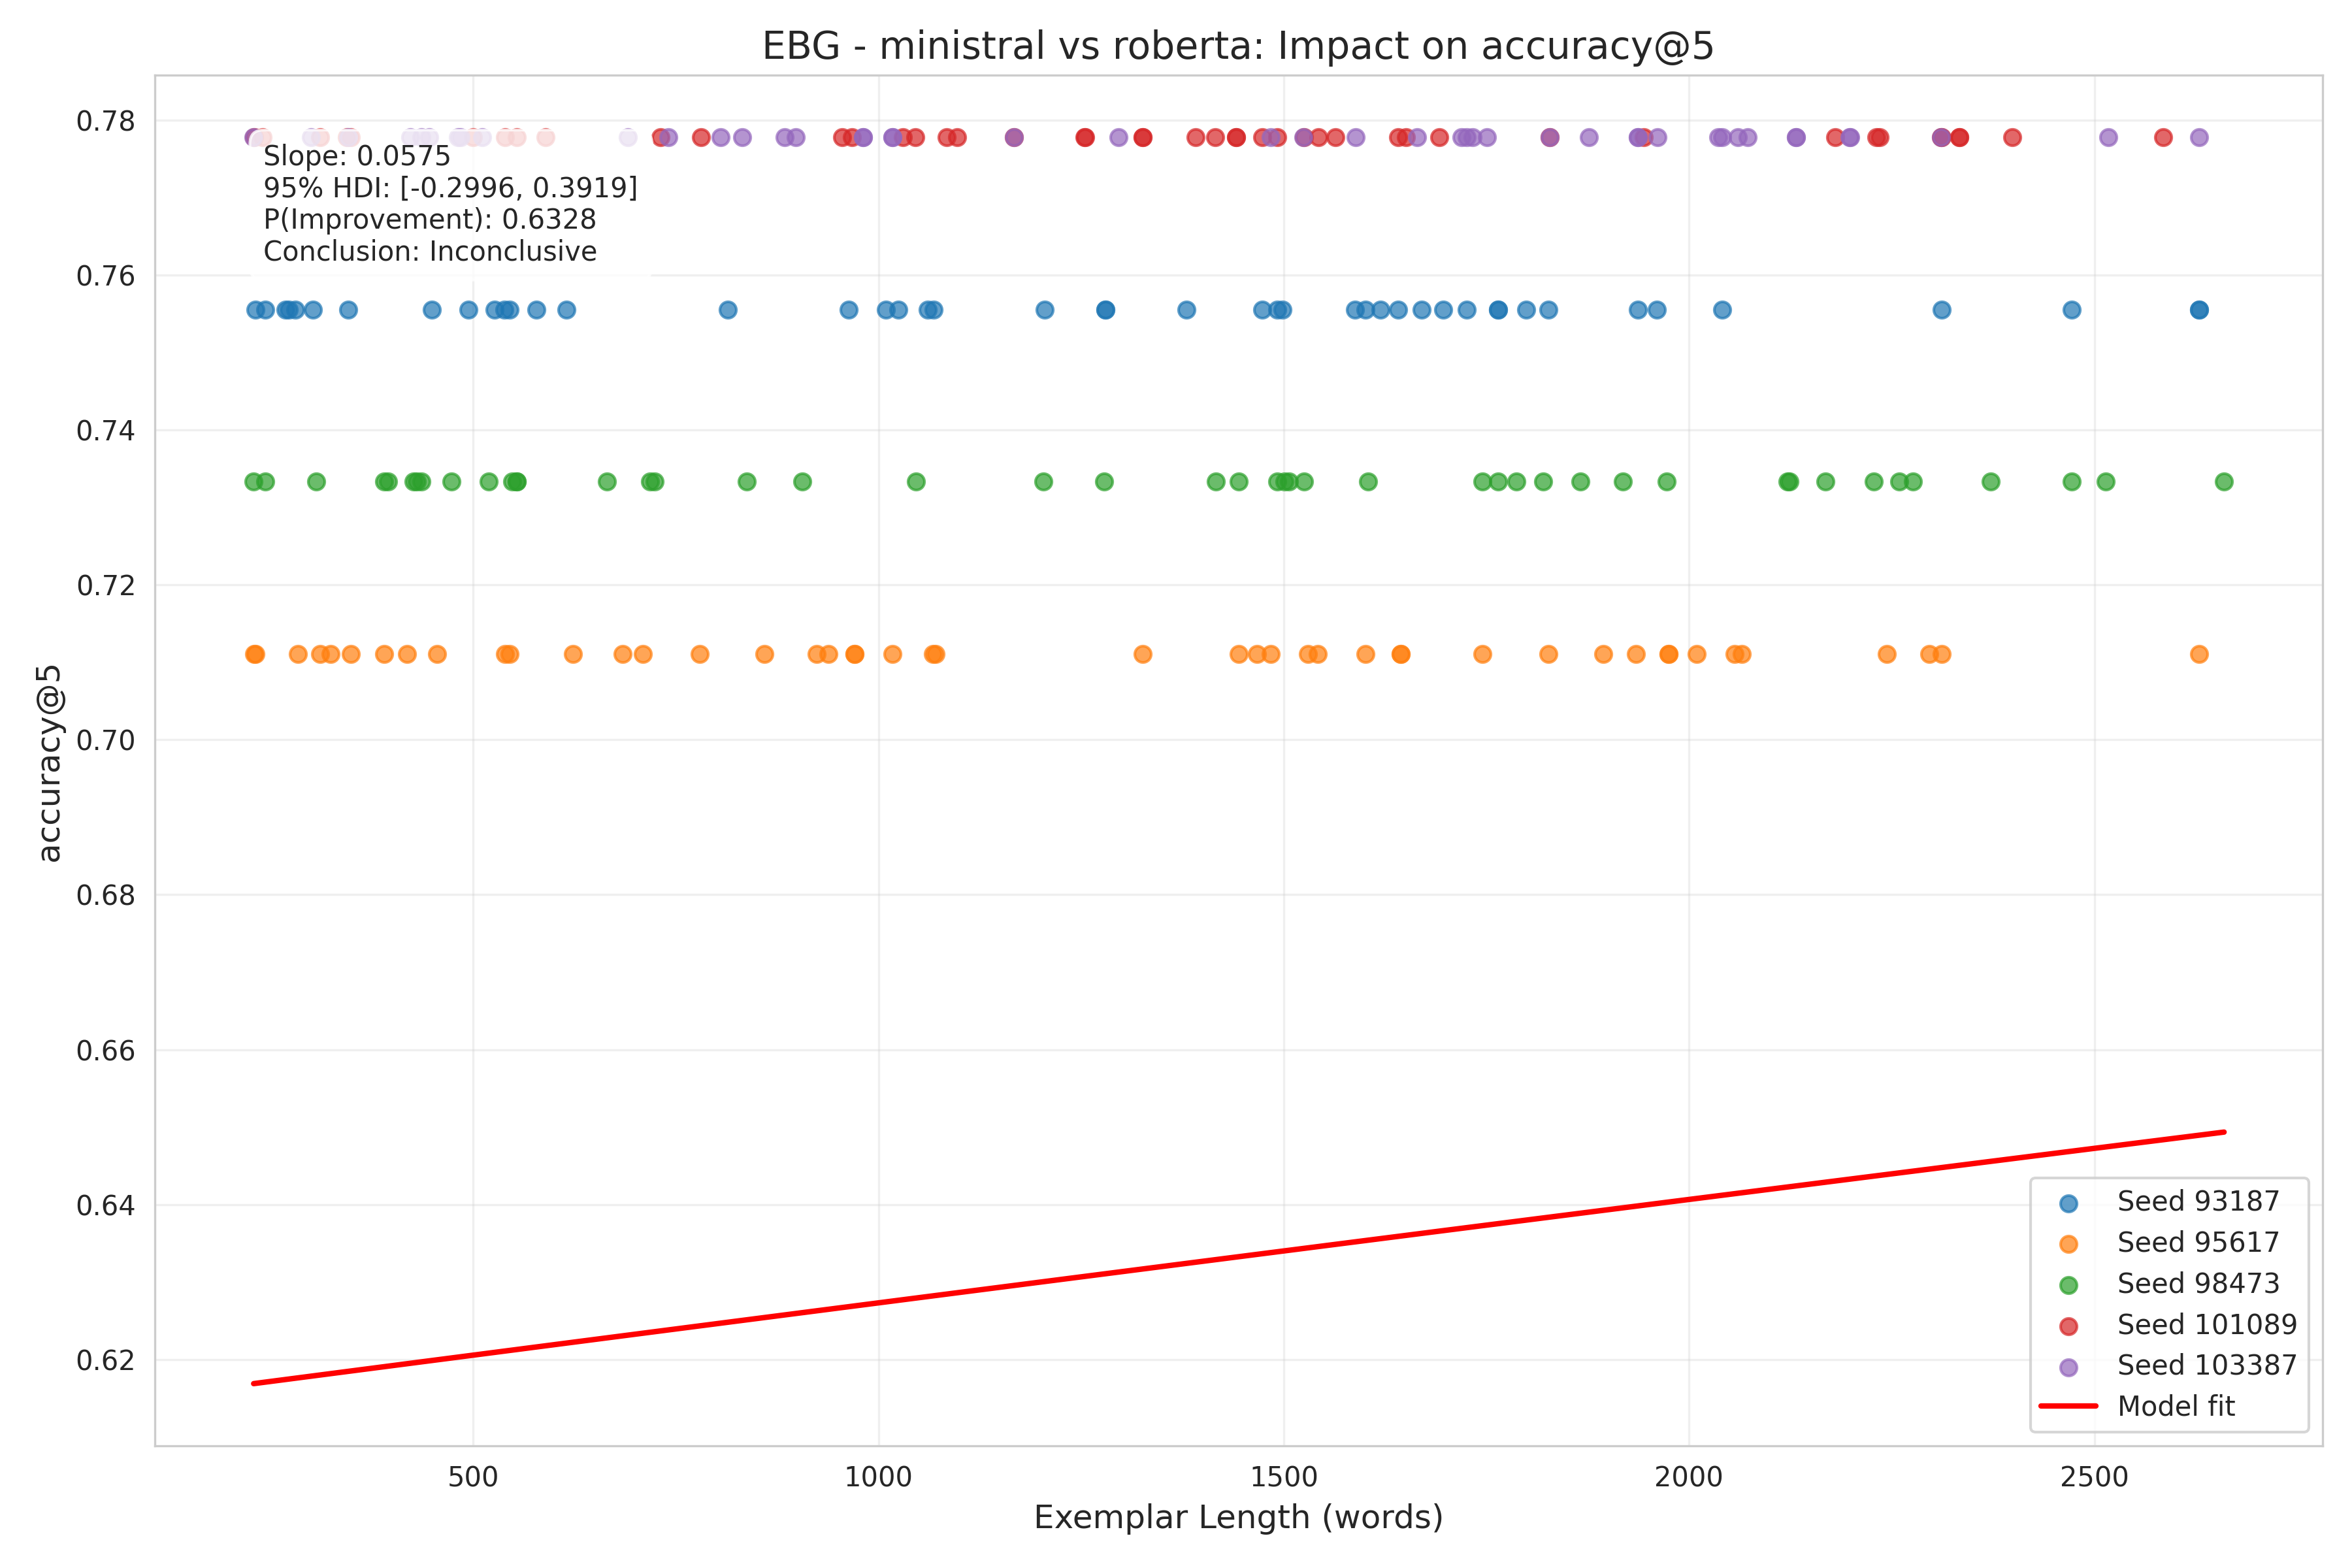 EBG - ministral vs roberta: Impact on accuracy@5
accuracy@5
0.78
0.76
0.74
0.72
0.70
0.68
0.66
0.64
0.62
Slope: 0.0575
95% HDI: [-0.2996, 0.3919]
P(Improvement): 0.6328
Conclusion: Inconclusive
Seed 93187
Seed 95617
Seed 98473
Seed 101089
Seed 103387
Model fit
500 1000 1500 2000 2500
Exemplar Length (words)